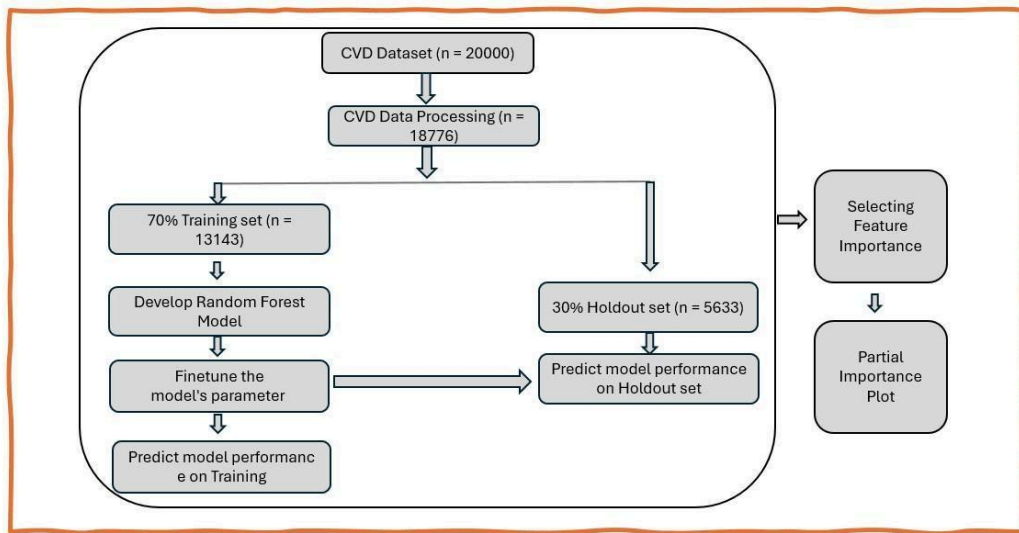 CVD Dataset (n = 20000)
CVD Data Processing (n =
18776)
70% Training set (n =
13143)
Develop Random Forest
Model
Finetune the
model's parameter
Predict model performanc
e on Training
30% Holdout set (n = 5633)
Predict model performance
on Holdout set
Selecting
Feature
Importance
Partial
Importance
Plot